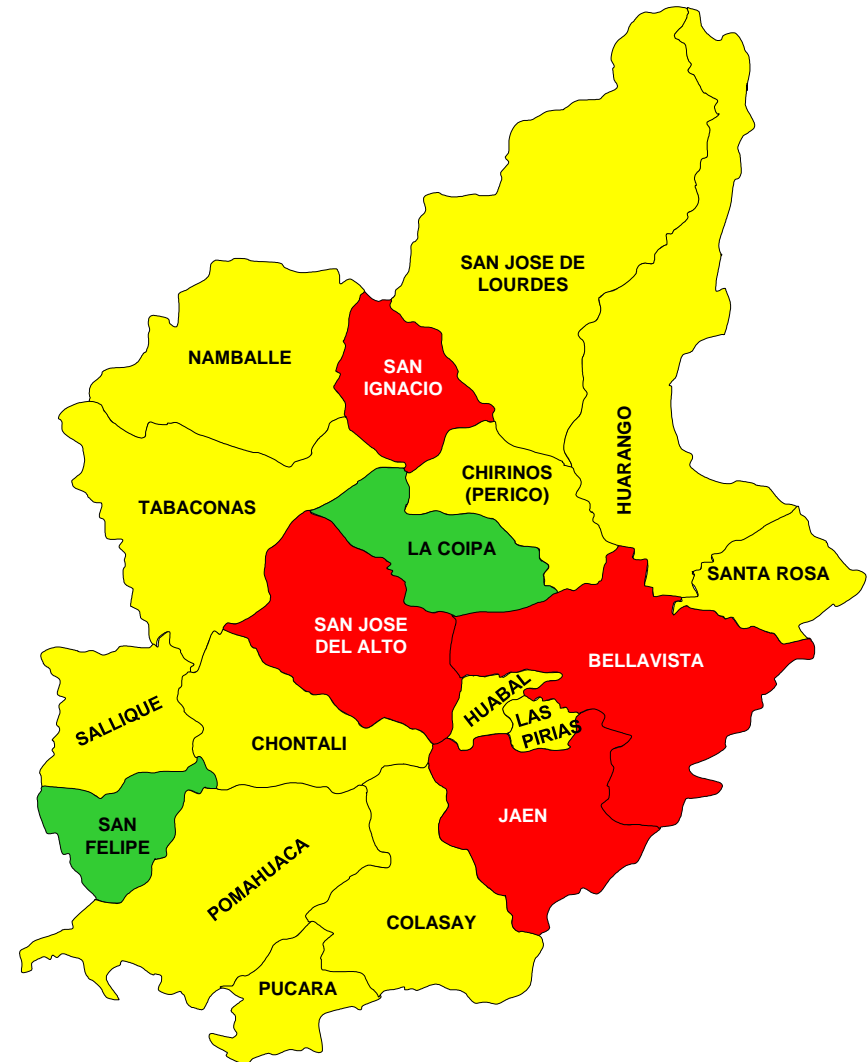 SAN JOSE DE
LOURDES
NAMBALLE
SAN
IGNACIO
HUARANGO
CHIRINOS
(PERICO)
TABACONAS
LA COIPA
SANTA ROSA
SAN JOSE
DEL ALTO
BELLAVISTA
HUABAL
SALLIQUE
LAS
PIRIAS
CHONTALI
JAEN
SAN
FELIPE
POMAHUACA
COLASAY
PUCARA